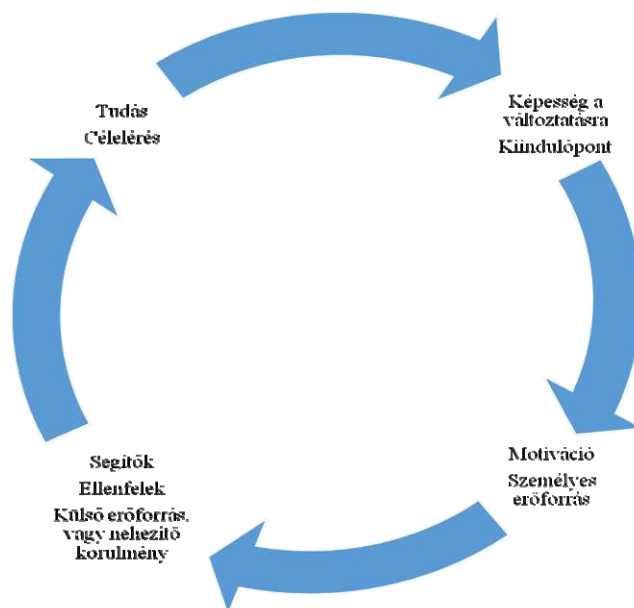 Tudás
Célelérés
Képesség a
változtatásra
Kiindulópont
Motiváció
Személyes
erőforrás
Segítők
Ellenfelek
Külső erőforrás,
vagy nehezítő
körülmény